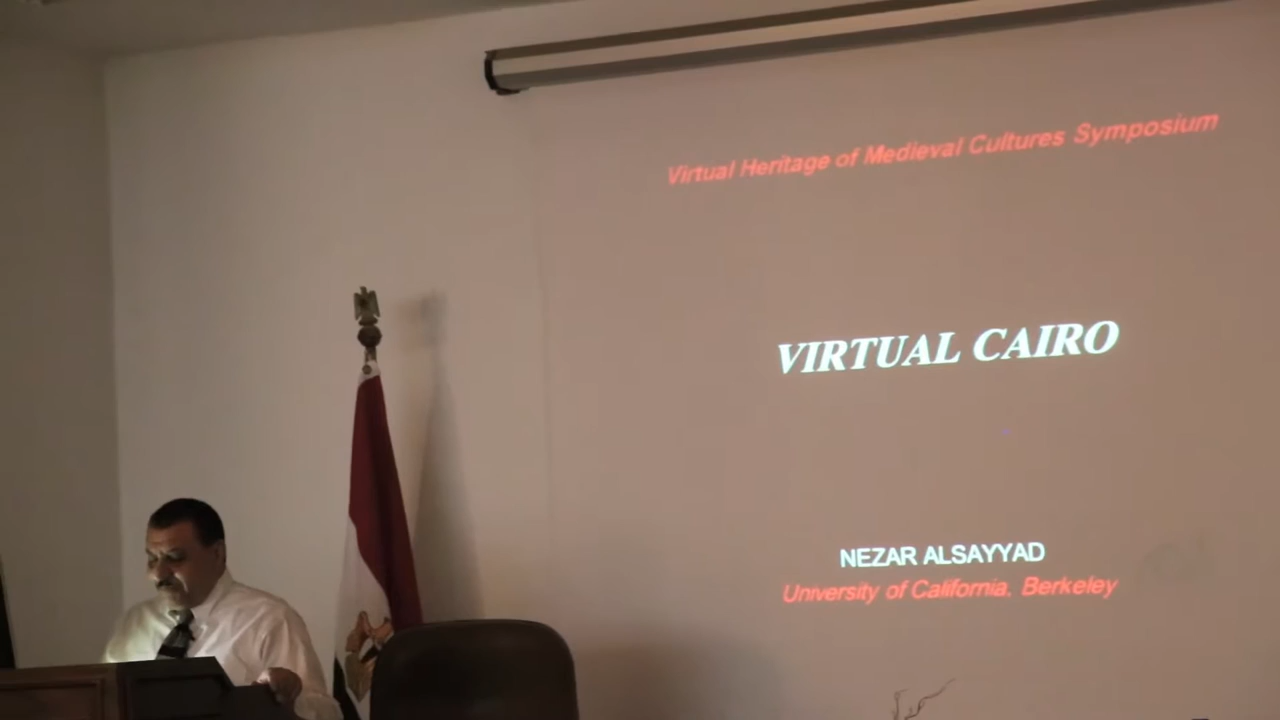 Virtual Heritage of Medieval Cultures Symposium
VIRTUAL CAIRO
NEZAR ALSAYYAD
University of California, Berkeley